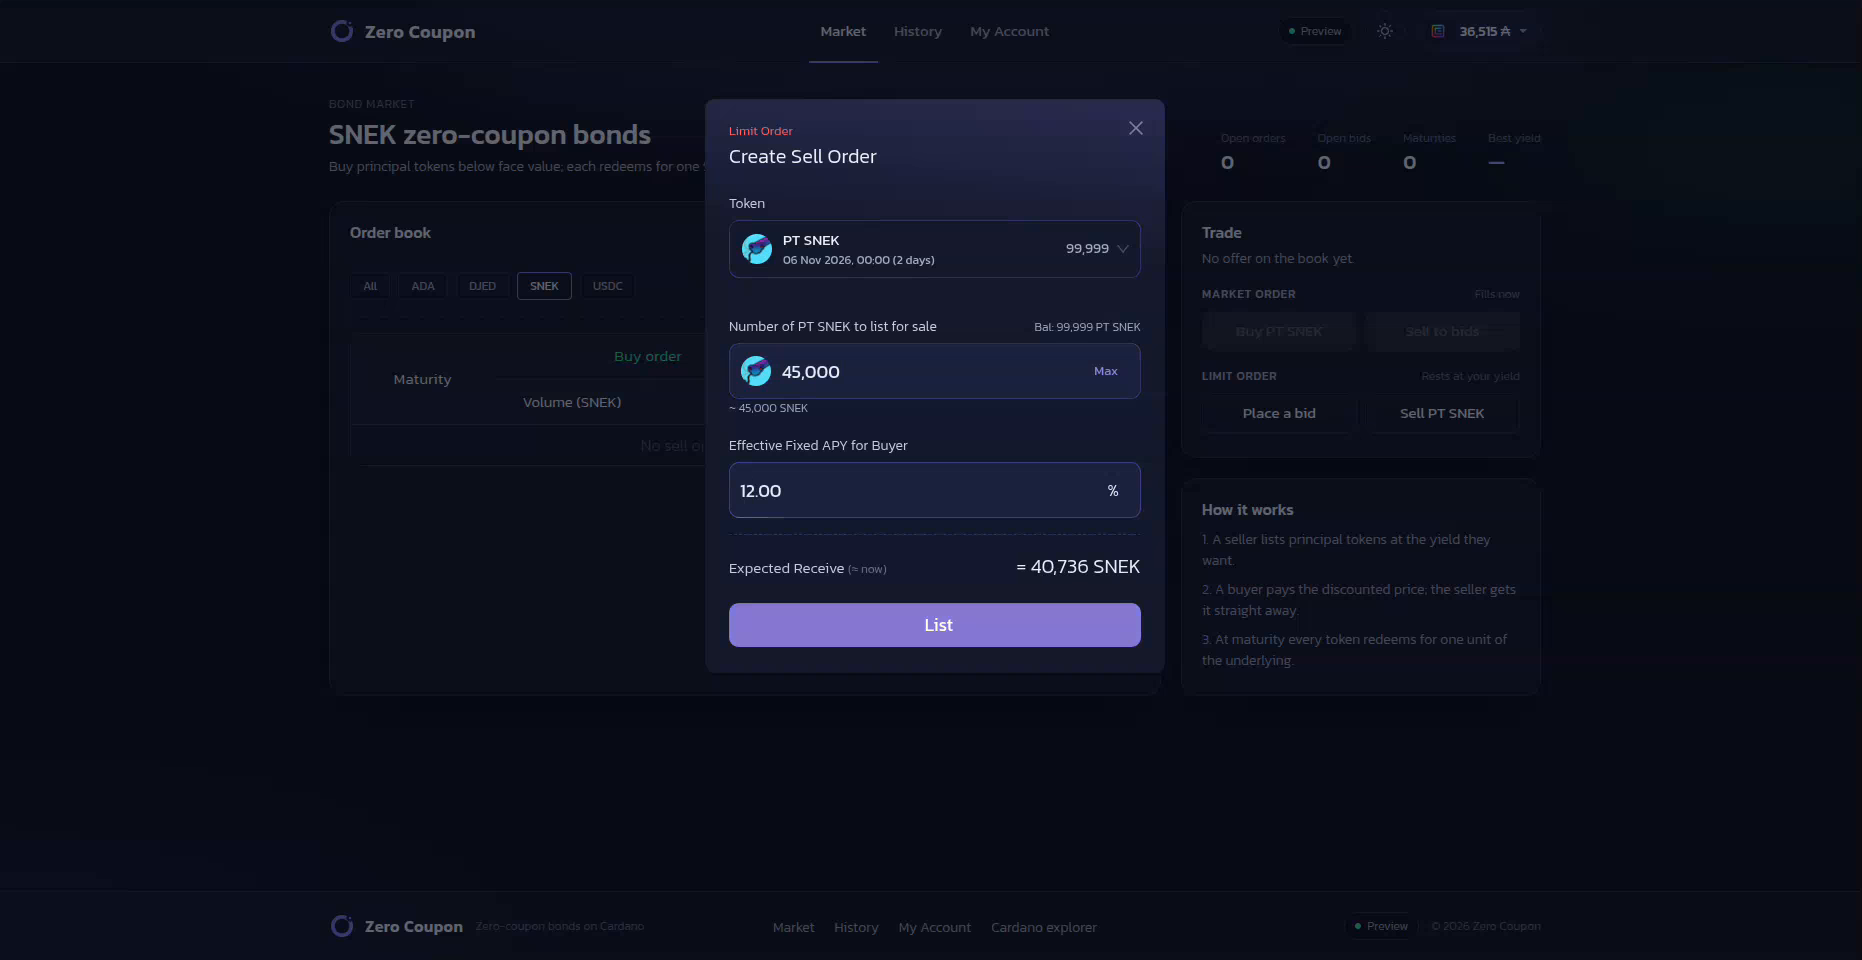 Zero Coupon
Market
History
My Account
Preview
36,515 ₳
BOND MARKET
SNEK zero-coupon bonds
Buy principal tokens below face value; each redeems for one
Open orders
Open bids
Maturities
Best yield
0
0
0
—
Order book
All
ADA
DJED
SNEK
USDC
Buy order
Maturity
Volume (SNEK)
No sell
Limit Order
Create Sell Order
Token
PT SNEK
06 Nov 2026, 00:00 (2 days)
99,999
Number of PT SNEK to list for sale
Bal: 99,999 PT SNEK
45,000
Max
~ 45,000 SNEK
Effective Fixed APY for Buyer
12.00
%
Expected Receive (≈ now)
= 40,736 SNEK
List
Trade
No offer on the book yet.
MARKET ORDER
Fills now
Buy PT SNEK
Sell to bids
LIMIT ORDER
Rests at your yield
Place a bid
Sell PT SNEK
How it works
1. A seller lists principal tokens at the yield they
want.
2. A buyer pays the discounted price; the seller gets
it straight away.
3. At maturity every token redeems for one unit of
the underlying.
Zero Coupon
Zero-coupon bonds on Cardano
Market
History
My Account
Cardano explorer
Preview
© 2026 Zero Coupon